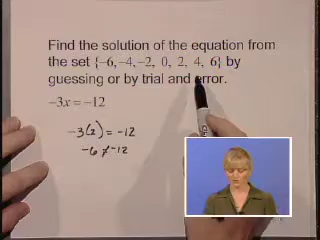 Find the solution of the equation from
the set {−6, −4, −2, 0, 2, 4, 6} by
guessing or by trial and error.
−3x = −12
−3(2) = −12
−6 ≠ −12